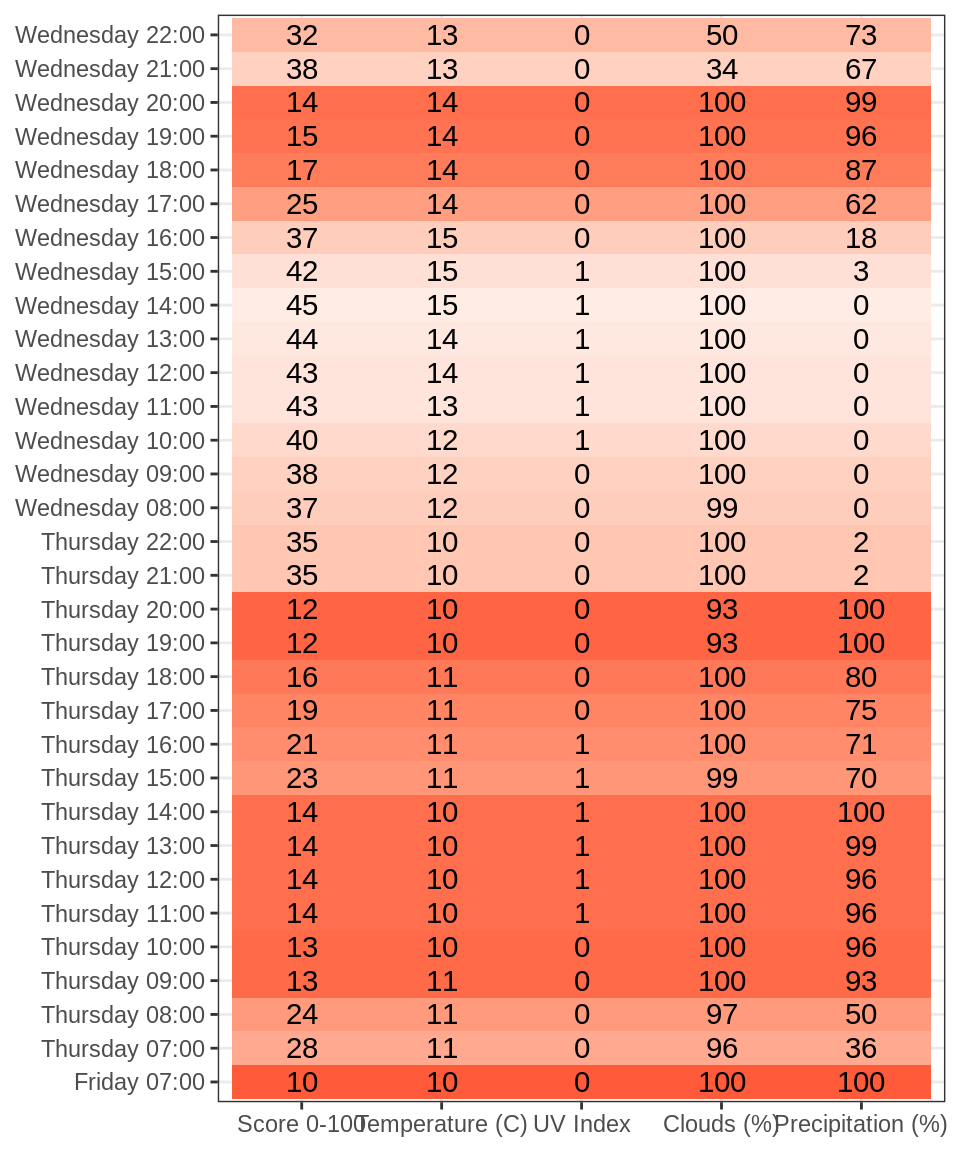 Wednesday 22:00 32 13 0 50 73
Wednesday 21:00 38 13 0 34 67
Wednesday 20:00 14 14 0 100 99
Wednesday 19:00 15 14 0 100 96
Wednesday 18:00 17 14 0 100 87
Wednesday 17:00 25 14 0 100 62
Wednesday 16:00 37 15 0 100 18
Wednesday 15:00 42 15 1 100 3
Wednesday 14:00 45 15 1 100 0
Wednesday 13:00 44 14 1 100 0
Wednesday 12:00 43 14 1 100 0
Wednesday 11:00 43 13 1 100 0
Wednesday 10:00 40 12 1 100 0
Wednesday 09:00 38 12 0 100 0
Wednesday 08:00 37 12 0 99 0
Thursday 22:00 35 10 0 100 2
Thursday 21:00 35 10 0 100 2
Thursday 20:00 12 10 0 93 100
Thursday 19:00 12 10 0 93 100
Thursday 18:00 16 11 0 100 80
Thursday 17:00 19 11 0 100 75
Thursday 16:00 21 11 1 100 71
Thursday 15:00 23 11 1 99 70
Thursday 14:00 14 10 1 100 100
Thursday 13:00 14 10 1 100 99
Thursday 12:00 14 10 1 100 96
Thursday 11:00 14 10 1 100 96
Thursday 10:00 13 10 0 100 96
Thursday 09:00 13 11 0 100 93
Thursday 08:00 24 11 0 97 50
Thursday 07:00 28 11 0 96 36
Friday 07:00 10 10 0 100 100
Score 0-100 Temperature (C) UV Index Clouds (%) Precipitation (%)